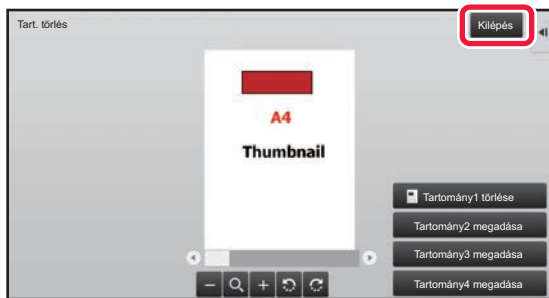 Tart. törlés
Kilépés
A4
Thumbnail
Tartomány1 törlése
Tartomány2 megadása
Tartomány3 megadása
Tartomány4 megadása